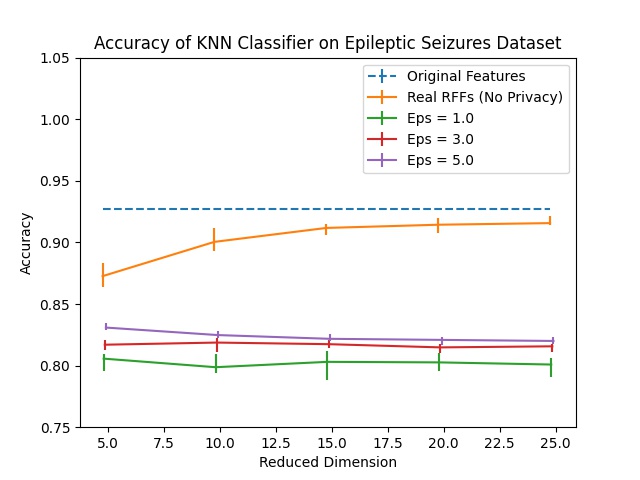 Accuracy of KNN Classifier on Epileptic Seizures Dataset
1.05
1.00
0.95
0.90
0.85
0.80
0.75
Accuracy
Original Features
Real RFFs (No Privacy)
Eps = 1.0
Eps = 3.0
Eps = 5.0
5.0 7.5 10.0 12.5 15.0 17.5 20.0 22.5 25.0
Reduced Dimension